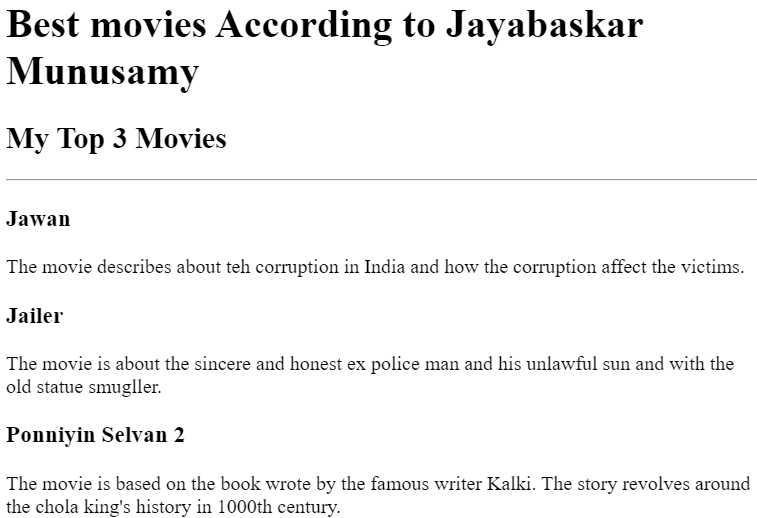 Best movies According to Jayabaskar
Munusamy
My Top 3 Movies
Jawan
The movie describes about teh corruption in India and how the corruption affect the victims.
Jailer
The movie is about the sincere and honest ex police man and his unlawful sun and with the
old statue smugller.
Ponniyin Selvan 2
The movie is based on the book wrote by the famous writer Kalki. The story revolves around
the chola king's history in 1000th century.